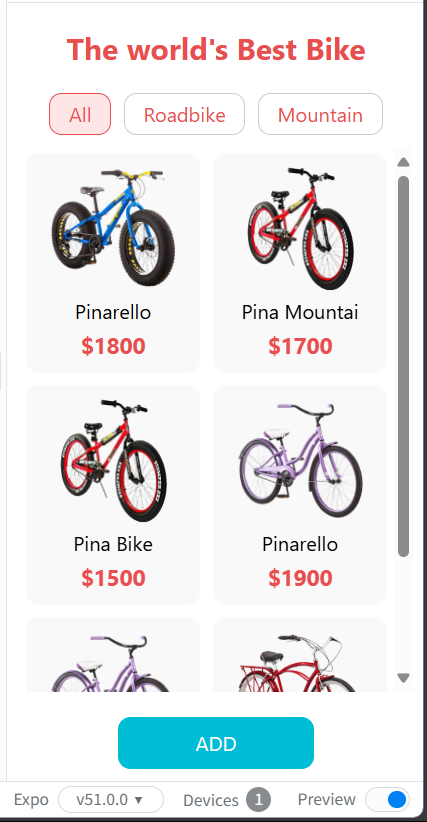 The world's Best Bike
All Roadbike Mountain
Pinarello Pina Mountai
$1800 $1700
Pina Bike Pinarello
$1500 $1900
ADD
Expo v51.0.0 Devices 1 Preview